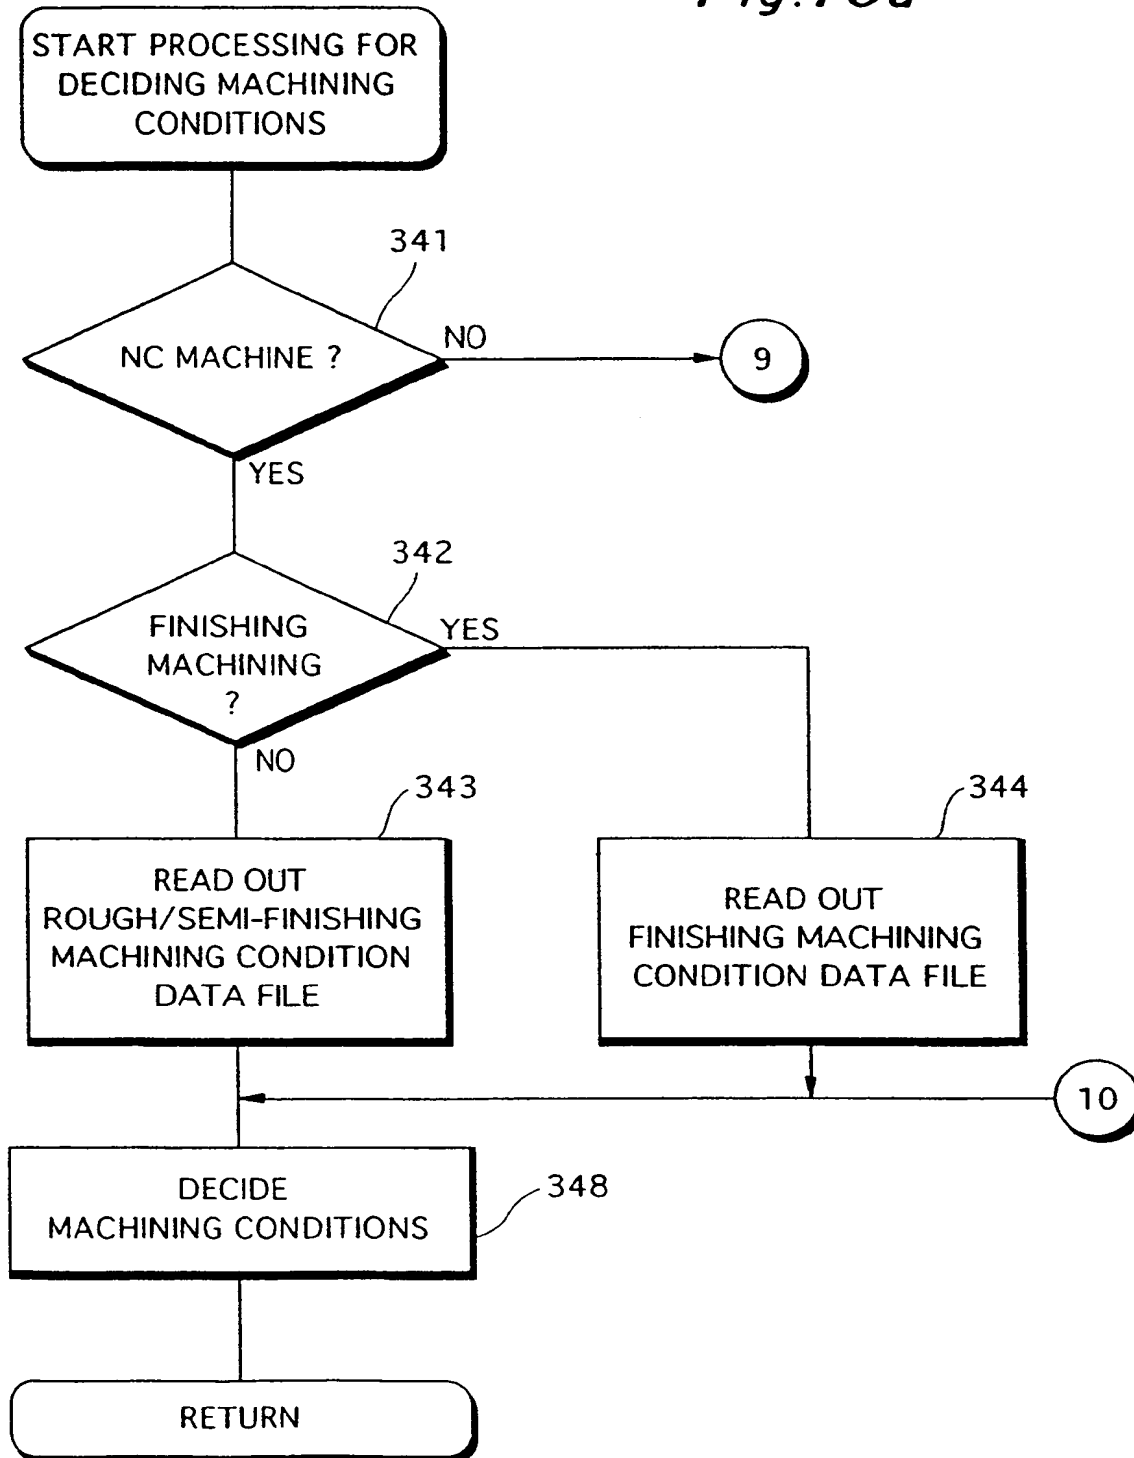 START PROCESSING FOR
DECIDING MACHINING
CONDITIONS
341
NC MACHINE ?
NO
9
YES
342
FINISHING
MACHINING
?
YES
NO
343
344
READ OUT
ROUGH/SEMI-FINISHING
MACHINING CONDITION
DATA FILE
READ OUT
FINISHING MACHINING
CONDITION DATA FILE
10
DECIDE
MACHINING CONDITIONS
348
RETURN